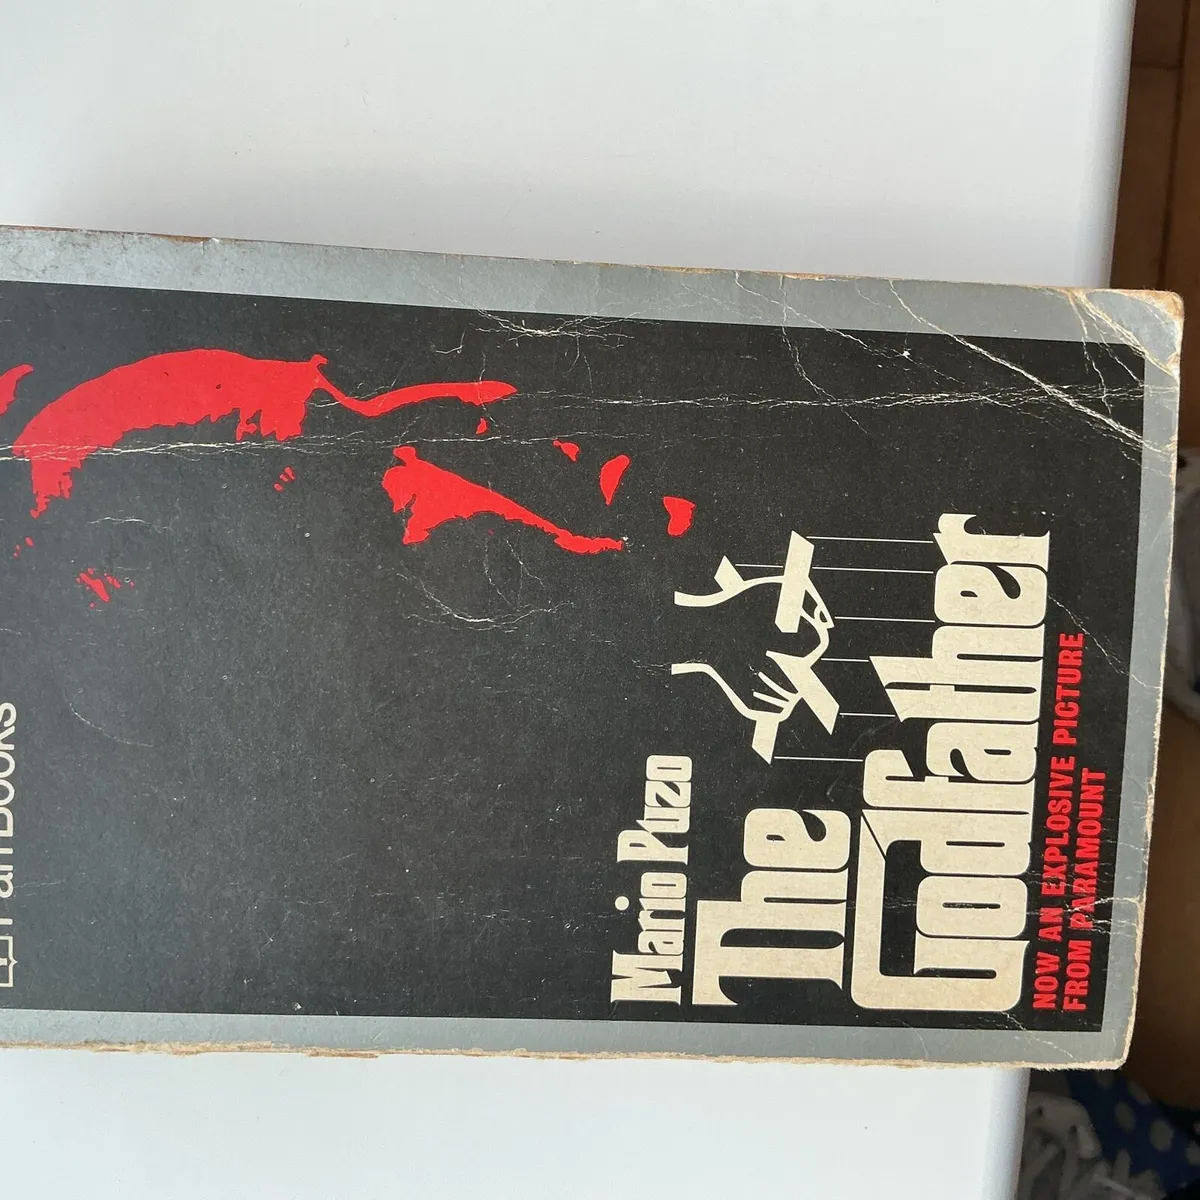 Pan Books
Mario Puzo
The
Godfather
NOW AN EXPLOSIVE PICTURE
FROM PARAMOUNT